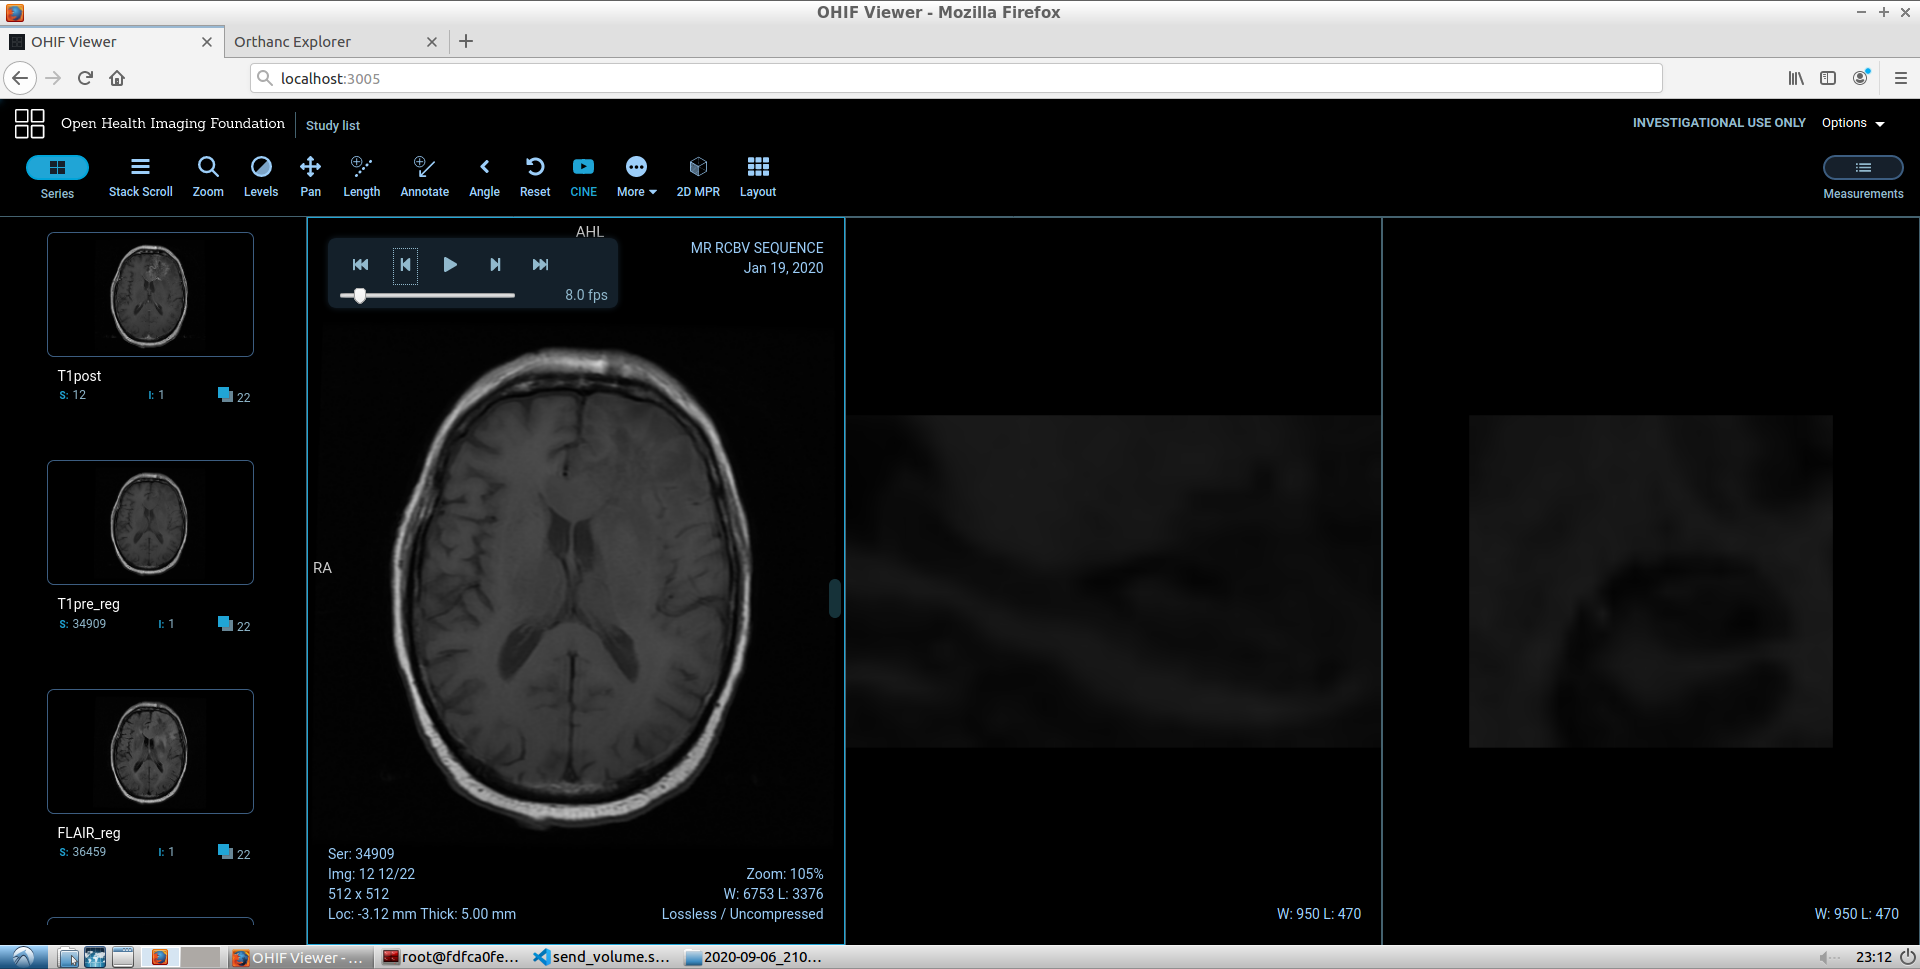 OHIF Viewer - Mozilla Firefox
OHIF Viewer
Orthanc Explorer
localhost:3005
Open Health Imaging Foundation
Study list
INVESTIGATIONAL USE ONLY
Options
Series
Stack Scroll
Zoom
Levels
Pan
Length
Annotate
Angle
Reset
CINE
More
2D MPR
Layout
Measurements
T1post
S: 12 I: 1 22
T1pre_reg
S: 34909 I: 1 22
FLAIR_reg
S: 36459 I: 1 22
AHL
8.0 fps
MR RCBV SEQUENCE
Jan 19, 2020
RA
Ser: 34909
Img: 12 12/22
512 x 512
Loc: -3.12 mm Thick: 5.00 mm
Zoom: 105%
W: 6753 L: 3376
Lossless / Uncompressed
W: 950 L: 470
W: 950 L: 470
OHIF Viewer - ...
root@fdfca0fe...
send_volume.s...
2020-09-06_210...
23:12